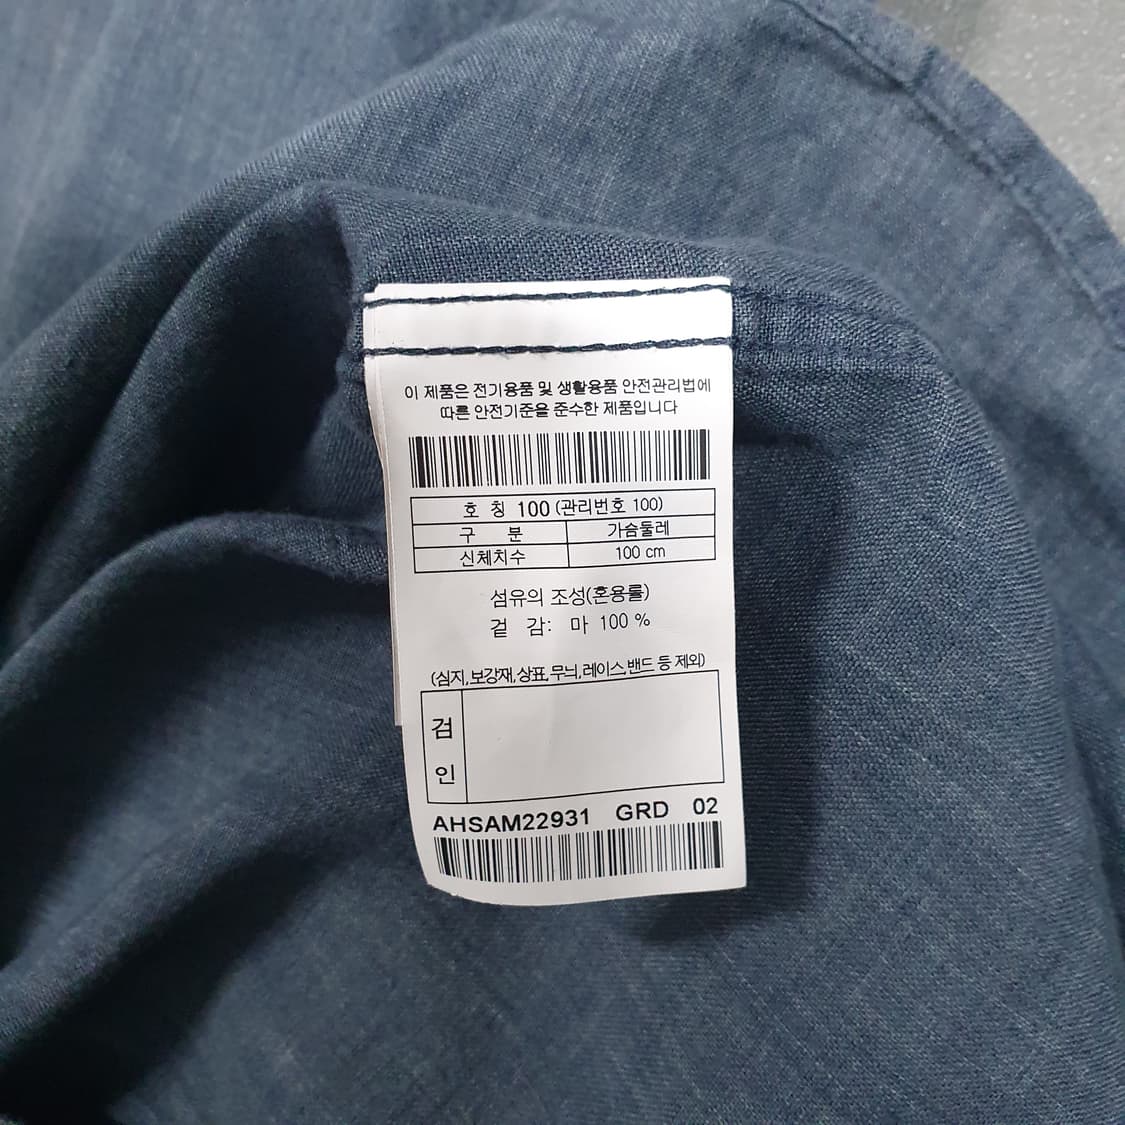 이 제품은 전기용품 및 생활용품 안전관리법에
따른 안전기준을 준수한 제품입니다
호 칭 100 (관리번호 100)
구 분 가슴둘레
신체치수 100 cm
섬유의 조성(혼용률)
겉 감: 마 100 %
(심지,보강재,상표,무늬,레이스,밴드 등 제외)
검
인
AHSAM22931 GRD 02